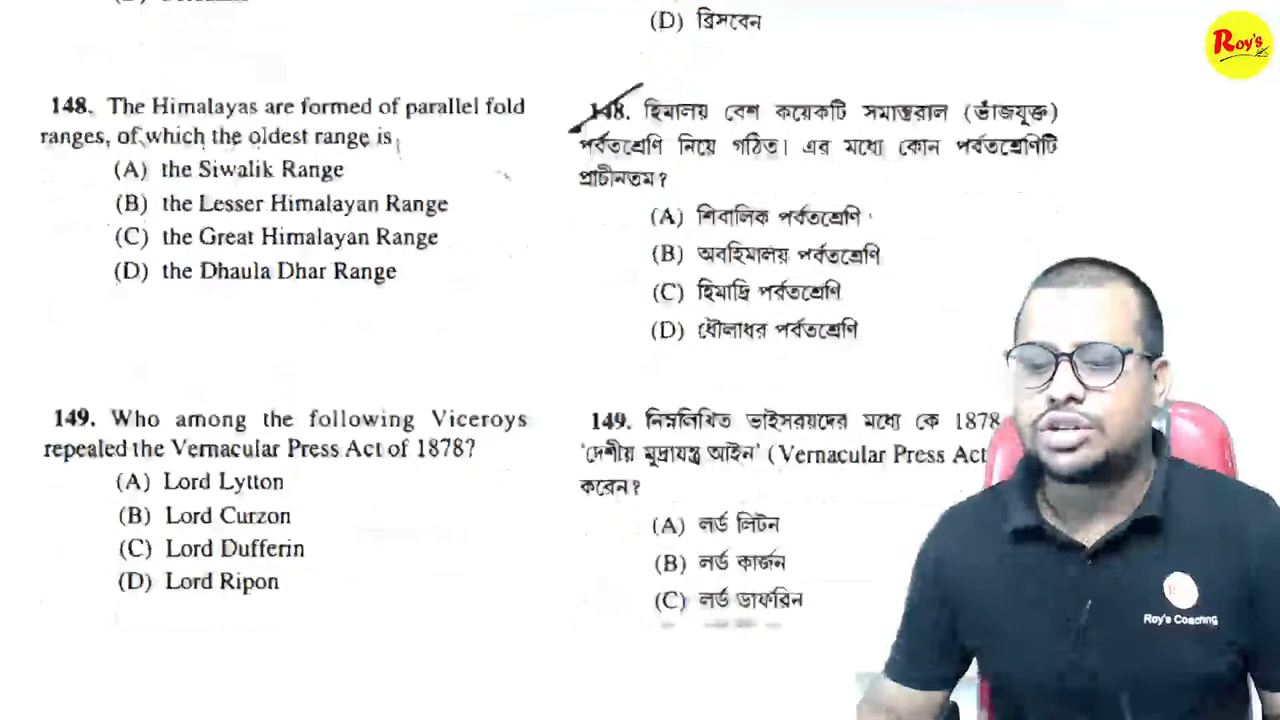 (D) ব্রিসবেন
Roy's
148. The Himalayas are formed of parallel fold
ranges, of which the oldest range is
(A) the Siwalik Range
(B) the Lesser Himalayan Range
(C) the Great Himalayan Range
(D) the Dhaula Dhar Range
148. হিমালয় বেশ কয়েকটি সমান্তরাল (ভাঁজযুক্ত)
পর্বতশ্রেণি নিয়ে গঠিত। এর মধ্যে কোন পর্বতশ্রেণিটি
প্রাচীনতম?
(A) শিবালিক পর্বতশ্রেণি
(B) অবহিমালয় পর্বতশ্রেণি
(C) হিমাদ্রি পর্বতশ্রেণি
(D) ধৌলাধর পর্বতশ্রেণি
149. Who among the following Viceroys
repealed the Vernacular Press Act of 1878?
(A) Lord Lytton
(B) Lord Curzon
(C) Lord Dufferin
(D) Lord Ripon
149. নিম্নলিখিত ভাইসরয়দের মধ্যে কে 1878
'দেশীয় মুদ্রাযন্ত্র আইন' (Vernacular Press Act
করেন?
(A) লর্ড লিটন
(B) লর্ড কার্জন
(C) লর্ড ডাফরিন
Roy's Coaching